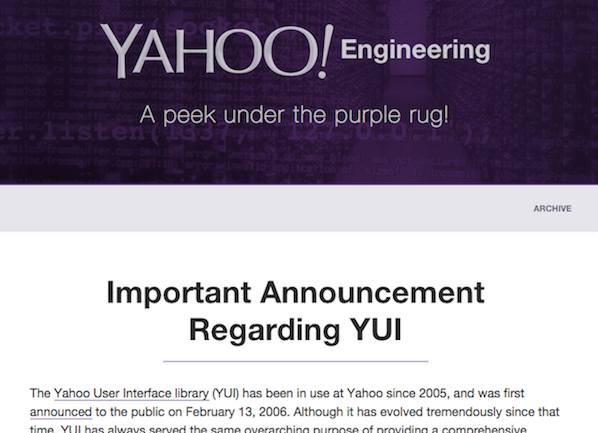 YAHOO! Engineering
A peek under the purple rug!
ARCHIVE
Important Announcement
Regarding YUI
The Yahoo User Interface library (YUI) has been in use at Yahoo since 2005, and was first
announced to the public on February 13, 2006. Although it has evolved tremendously since that
time, YUI has always served the same overarching purpose of providing a comprehensive